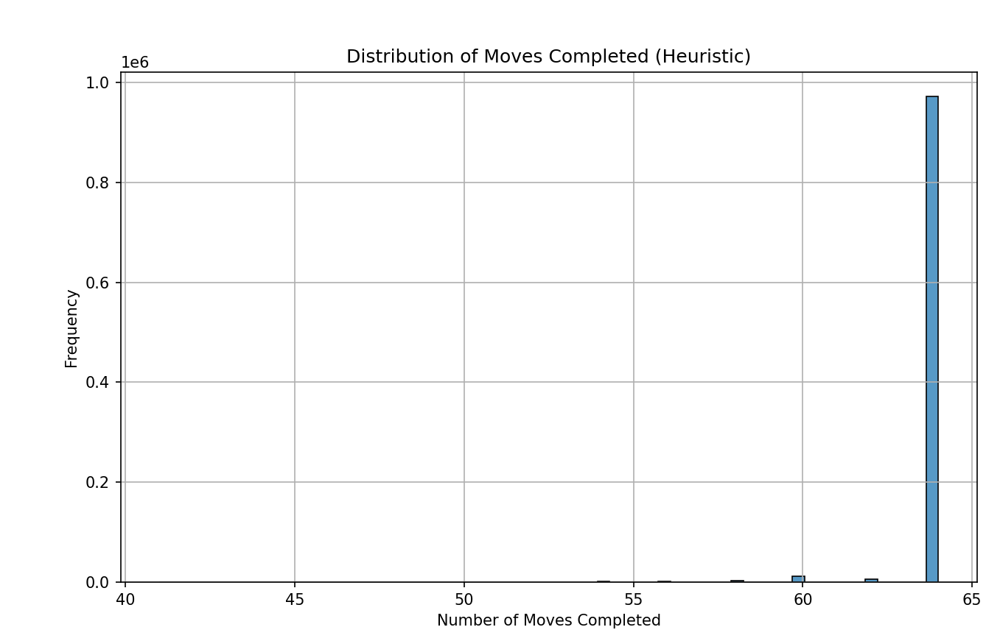 Distribution of Moves Completed (Heuristic)
1e6
1.0
0.8
0.6
0.4
0.2
0.0
Frequency
40 45 50 55 60 65
Number of Moves Completed